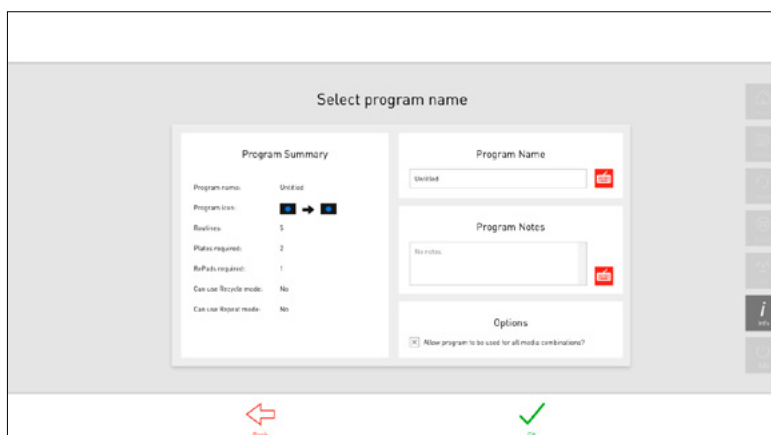 Select program name
Program Summary
Program name: Untitled
Program icon:
Routines: 5
Plates required: 2
RePads required: 1
Can use Recycle mode: No
Can use Repeat mode: No
Program Name
Untitled
Program Notes
No notes
Options
Allow program to be used for all media combinations?
i
Info
Back
OK